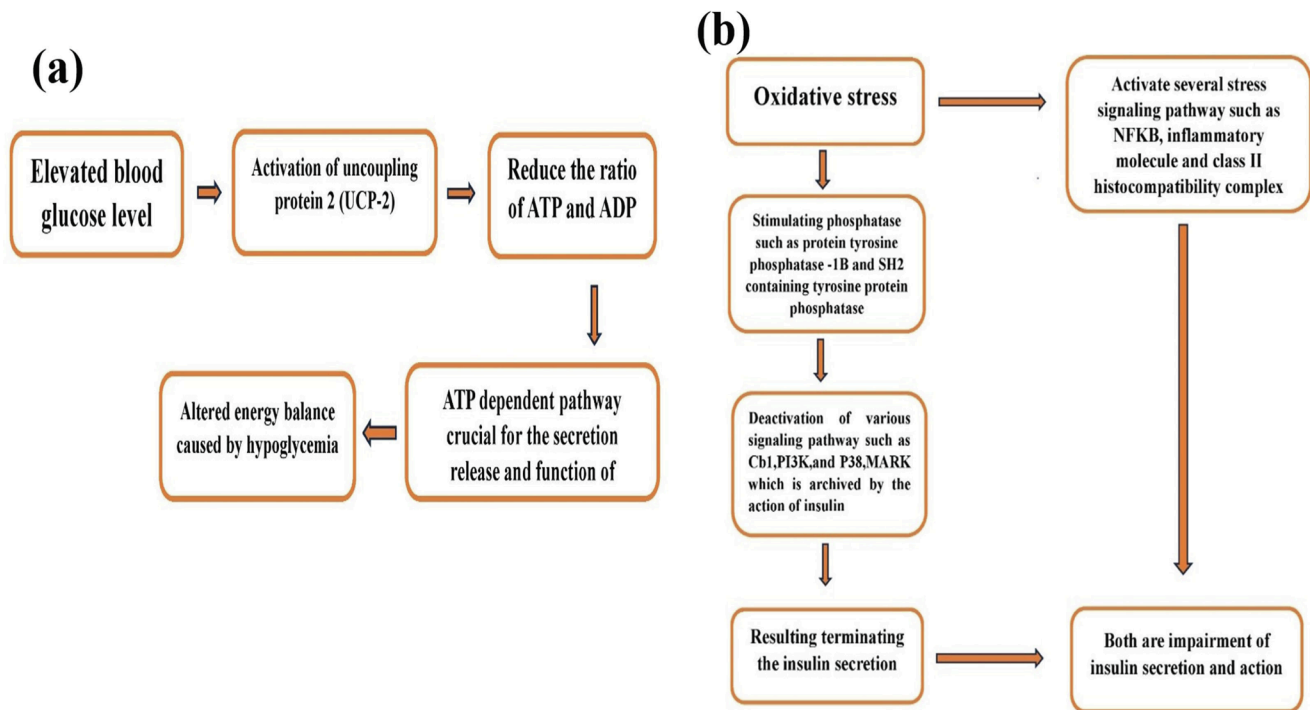 (a)
Elevated blood
glucose level
Activation of uncoupling
protein 2 (UCP-2)
Reduce the ratio
of ATP and ADP
ATP dependent pathway
crucial for the secretion
release and function of
Altered energy balance
caused by hypoglycemia
(b)
Oxidative stress
Activate several stress
signaling pathway such as
NFKB, inflammatory
molecule and class II
histocompatibility complex
Stimulating phosphatase
such as protein tyrosine
phosphatase -1B and SH2
containing tyrosine protein
phosphatase
Deactivation of various
signaling pathway such as
Cb1,PI3K,and P38,MARK
which is archived by the
action of insulin
Resulting terminating
the insulin secretion
Both are impairment of
insulin secretion and action